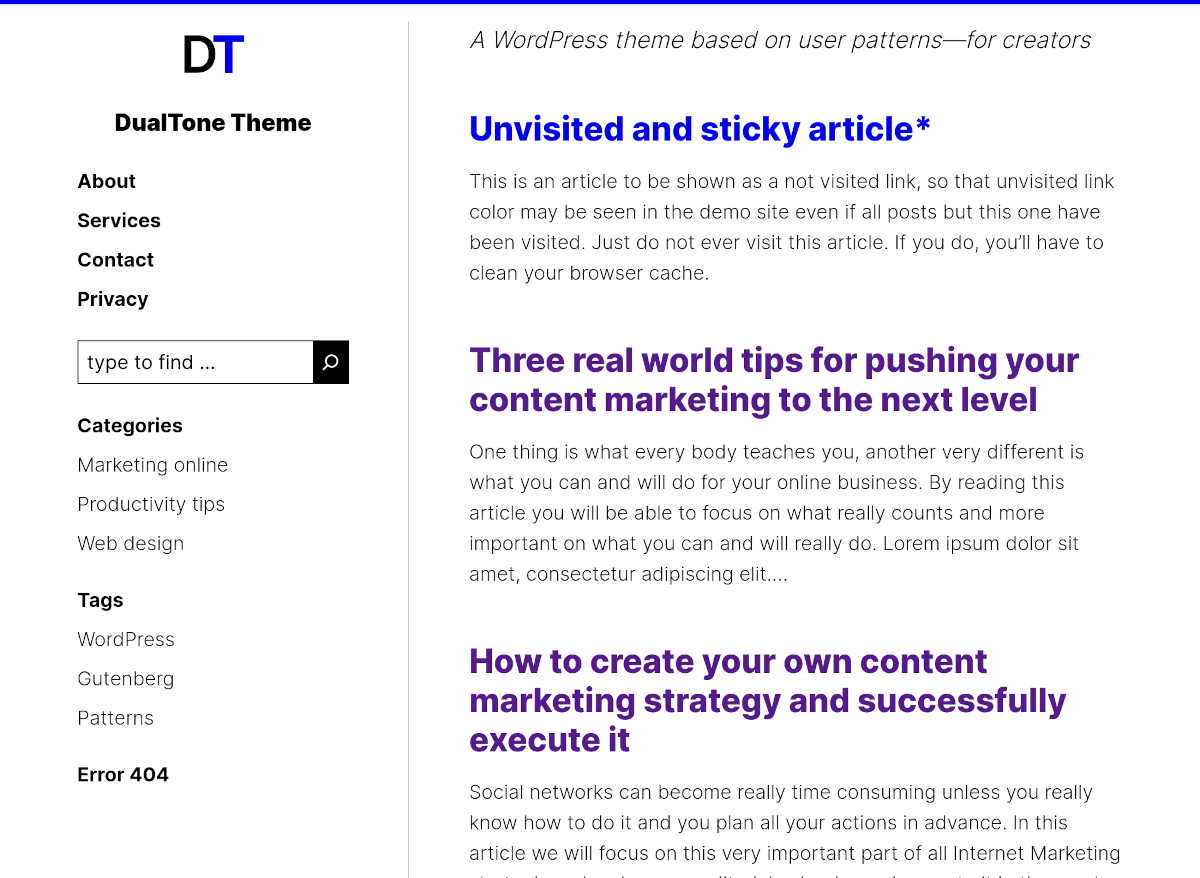 DT
DualTone Theme
About
Services
Contact
Privacy
type to find ...
Categories
Marketing online
Productivity tips
Web design
Tags
WordPress
Gutenberg
Patterns
Error 404
A WordPress theme based on user patterns—for creators
Unvisited and sticky article*
This is an article to be shown as a not visited link, so that unvisited link
color may be seen in the demo site even if all posts but this one have
been visited. Just do not ever visit this article. If you do, you’ll have to
clean your browser cache.
Three real world tips for pushing your
content marketing to the next level
One thing is what every body teaches you, another very different is
what you can and will do for your online business. By reading this
article you will be able to focus on what really counts and more
important on what you can and will really do. Lorem ipsum dolor sit
amet, consectetur adipiscing elit....
How to create your own content
marketing strategy and successfully
execute it
Social networks can become really time consuming unless you really
know how to do it and you plan all your actions in advance. In this
article we will focus on this very important part of all Internet Marketing